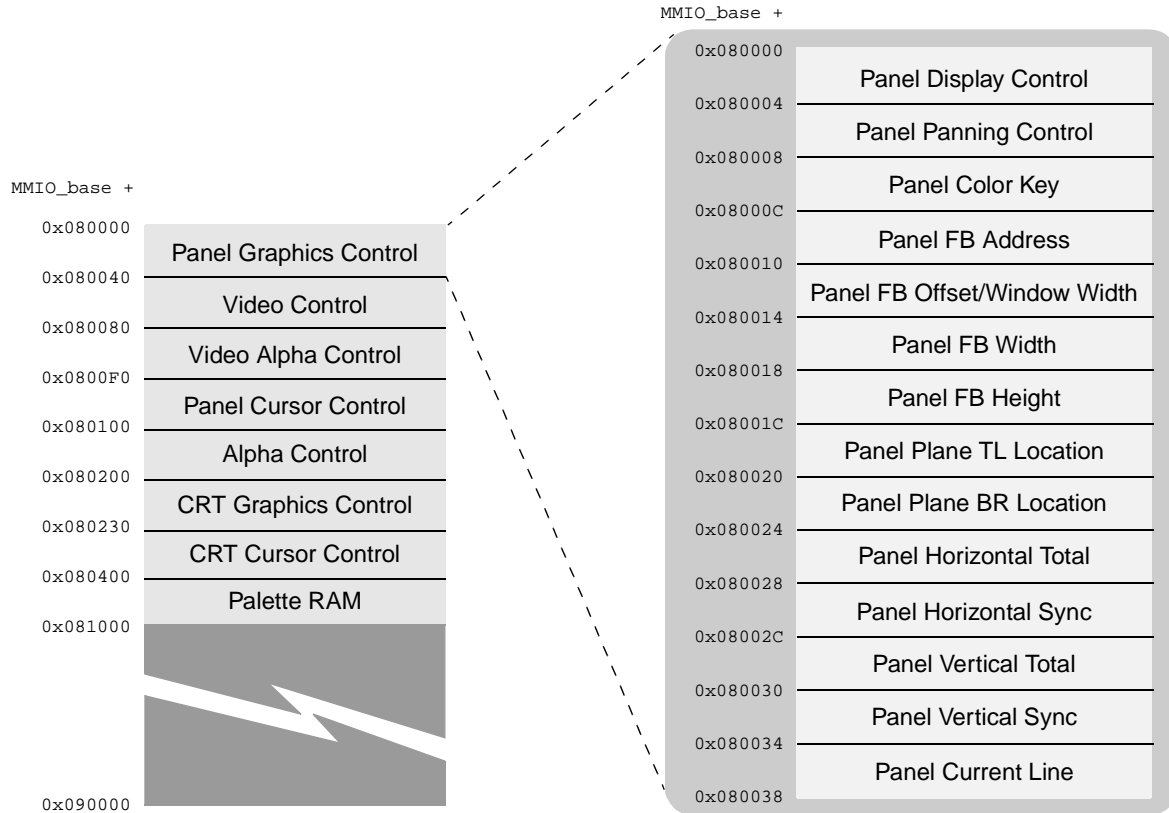 MMIO_base +
0x080000
Panel Graphics Control
0x080040
Video Control
0x080080
Video Alpha Control
0x0800F0
Panel Cursor Control
0x080100
Alpha Control
0x080200
CRT Graphics Control
0x080230
CRT Cursor Control
0x080400
Palette RAM
0x081000
0x090000
MMIO_base +
0x080000
Panel Display Control
0x080004
Panel Panning Control
0x080008
Panel Color Key
0x08000C
Panel FB Address
0x080010
Panel FB Offset/Window Width
0x080014
Panel FB Width
0x080018
Panel FB Height
0x08001C
Panel Plane TL Location
0x080020
Panel Plane BR Location
0x080024
Panel Horizontal Total
0x080028
Panel Horizontal Sync
0x08002C
Panel Vertical Total
0x080030
Panel Vertical Sync
0x080034
Panel Current Line
0x080038